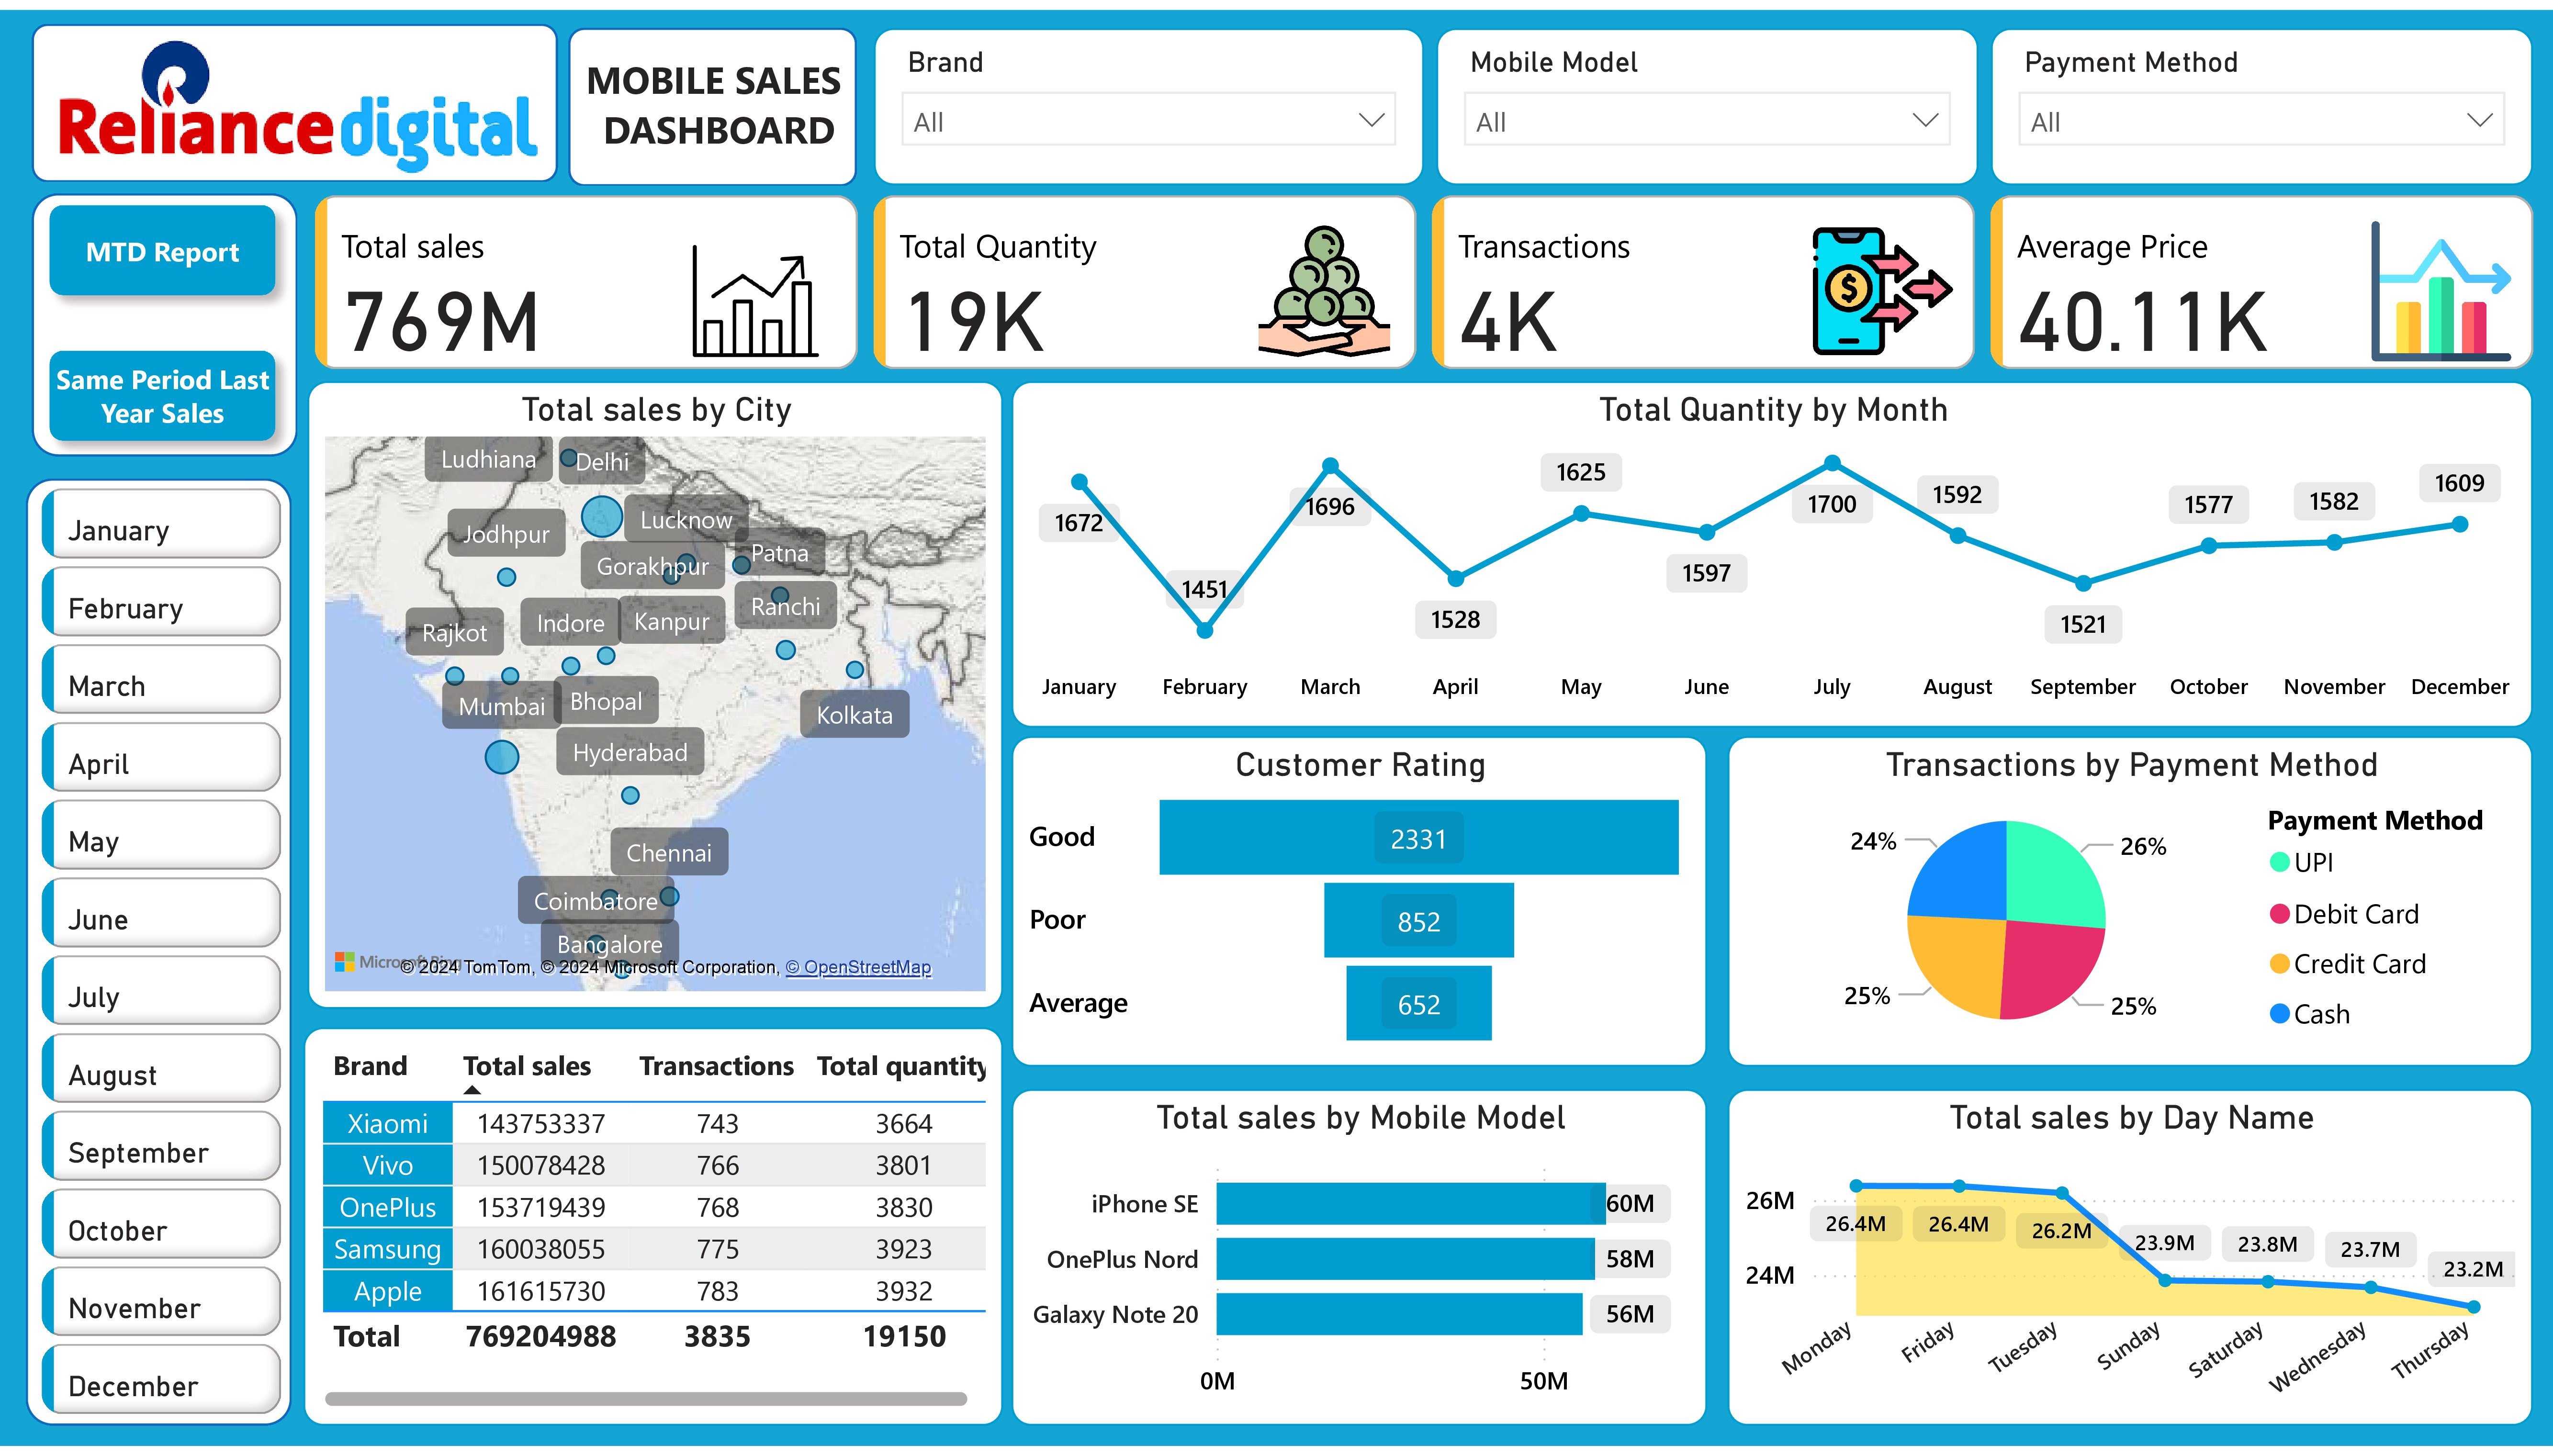 Reliance digital
MOBILE SALES
DASHBOARD
Brand
All
Mobile Model
All
Payment Method
All
MTD Report
Same Period Last
Year Sales
Total sales
769M
Total Quantity
19K
Transactions
4K
Average Price
40.11K
January
February
March
April
May
June
July
August
September
October
November
December
Total sales by City
Ludhiana
Delhi
Lucknow
Jodhpur
Patna
Gorakhpur
Ranchi
Rajkot
Indore
Kanpur
Mumbai
Bhopal
Kolkata
Hyderabad
Chennai
Coimbatore
Bangalore
Microsoft Bing
© 2024 TomTom, © 2024 Microsoft Corporation, © OpenStreetMap
Total Quantity by Month
1672
1451
1696
1528
1625
1597
1700
1592
1521
1577
1582
1609
January February March April May June July August September October November December
Customer Rating
Good 2331
Poor 852
Average 652
Transactions by Payment Method
24%
26%
25%
25%
Payment Method
UPI
Debit Card
Credit Card
Cash
Brand Total sales Transactions Total quantity
Xiaomi 143753337 743 3664
Vivo 150078428 766 3801
OnePlus 153719439 768 3830
Samsung 160038055 775 3923
Apple 161615730 783 3932
Total 769204988 3835 19150
Total sales by Mobile Model
iPhone SE 60M
OnePlus Nord 58M
Galaxy Note 20 56M
0M 50M
Total sales by Day Name
26M
24M
26.4M
26.4M
26.2M
23.9M
23.8M
23.7M
23.2M
Monday Friday Tuesday Sunday Saturday Wednesday Thursday